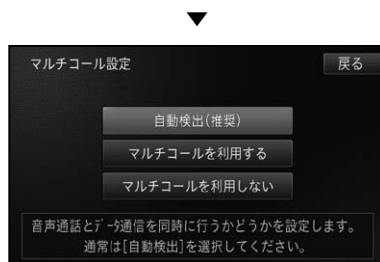 ▼
マルチコール設定
戻る
自動検出(推奨)
マルチコールを利用する
マルチコールを利用しない
音声通話とデータ通信を同時に行うかどうかを設定します。
通常は[自動検出]を選択してください。